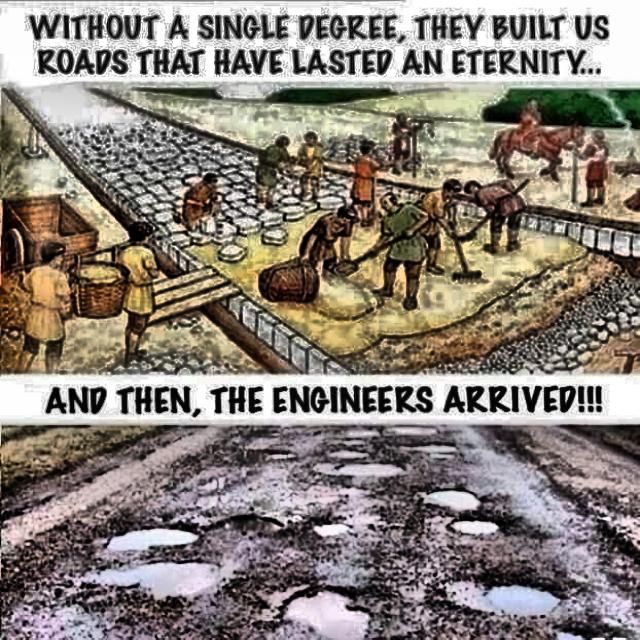 WITHOUT A SINGLE DEGREE, THEY BUILT US
ROADS THAT HAVE LASTED AN ETERNITY...
AND THEN, THE ENGINEERS ARRIVED!!!